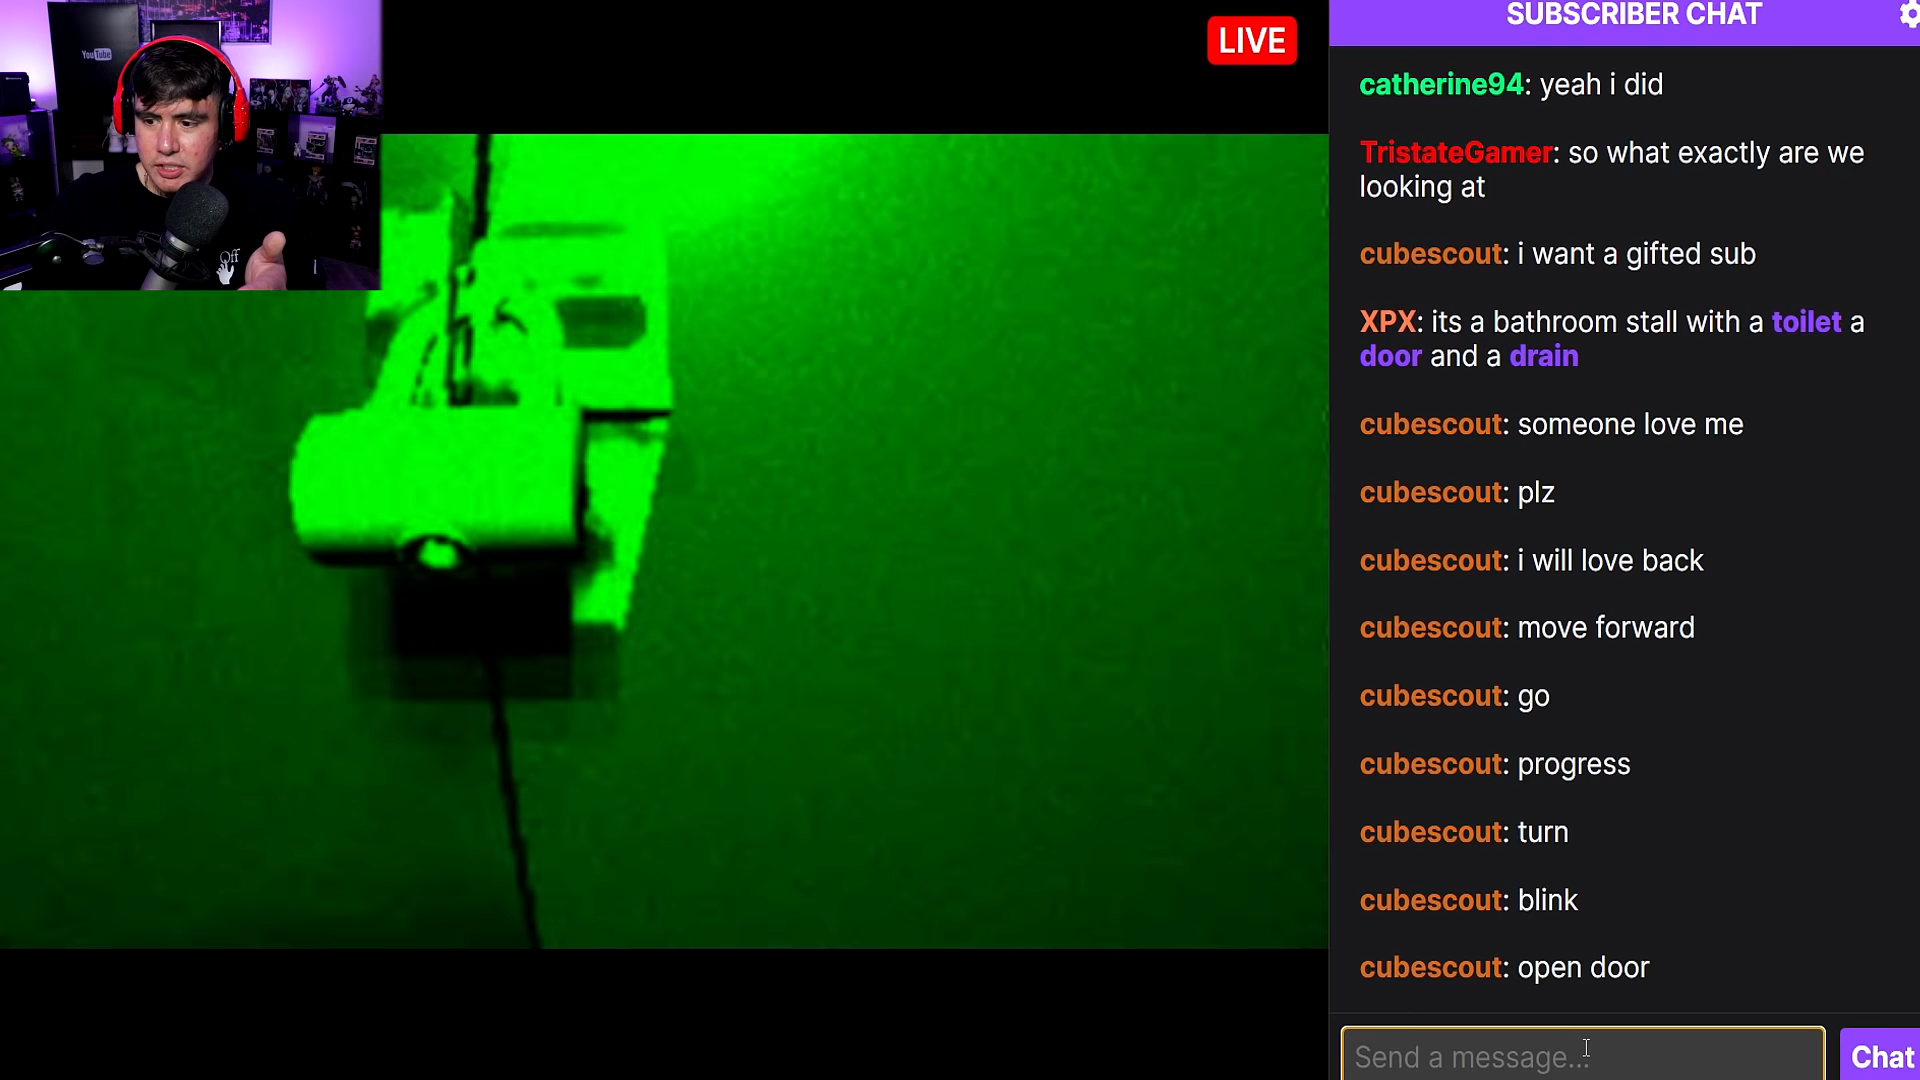 YouTube
Off
LIVE
SUBSCRIBER CHAT
catherine94: yeah i did
TristateGamer: so what exactly are we
looking at
cubescout: i want a gifted sub
XPX: its a bathroom stall with a toilet a
door and a drain
cubescout: someone love me
cubescout: plz
cubescout: i will love back
cubescout: move forward
cubescout: go
cubescout: progress
cubescout: turn
cubescout: blink
cubescout: open door
Send a message...
Chat